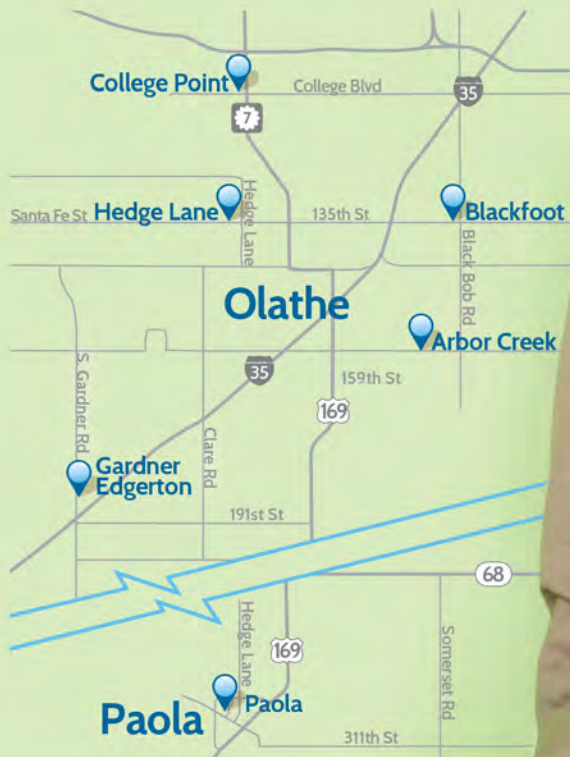 College Point
College Blvd
35
7
Hedge Lane
Santa Fe St
Hedge Lane
135th St
Blackfoot
Black Bob Rd
Olathe
Arbor Creek
35
159th St
169
S. Gardner Rd
Clare Rd
Gardner
Edgerton
191st St
68
Hedge Lane
169
Somerset Rd
Paola
Paola
311th St